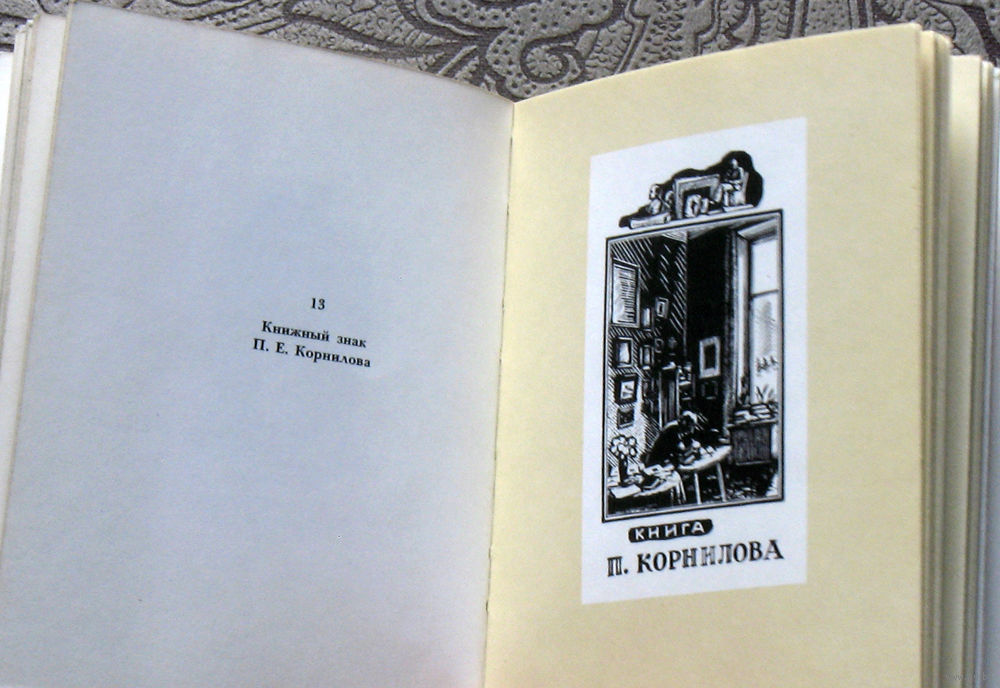 13
Книжный знак
П. Е. Корнилова
КНИГА
П. КОРНИЛОВА